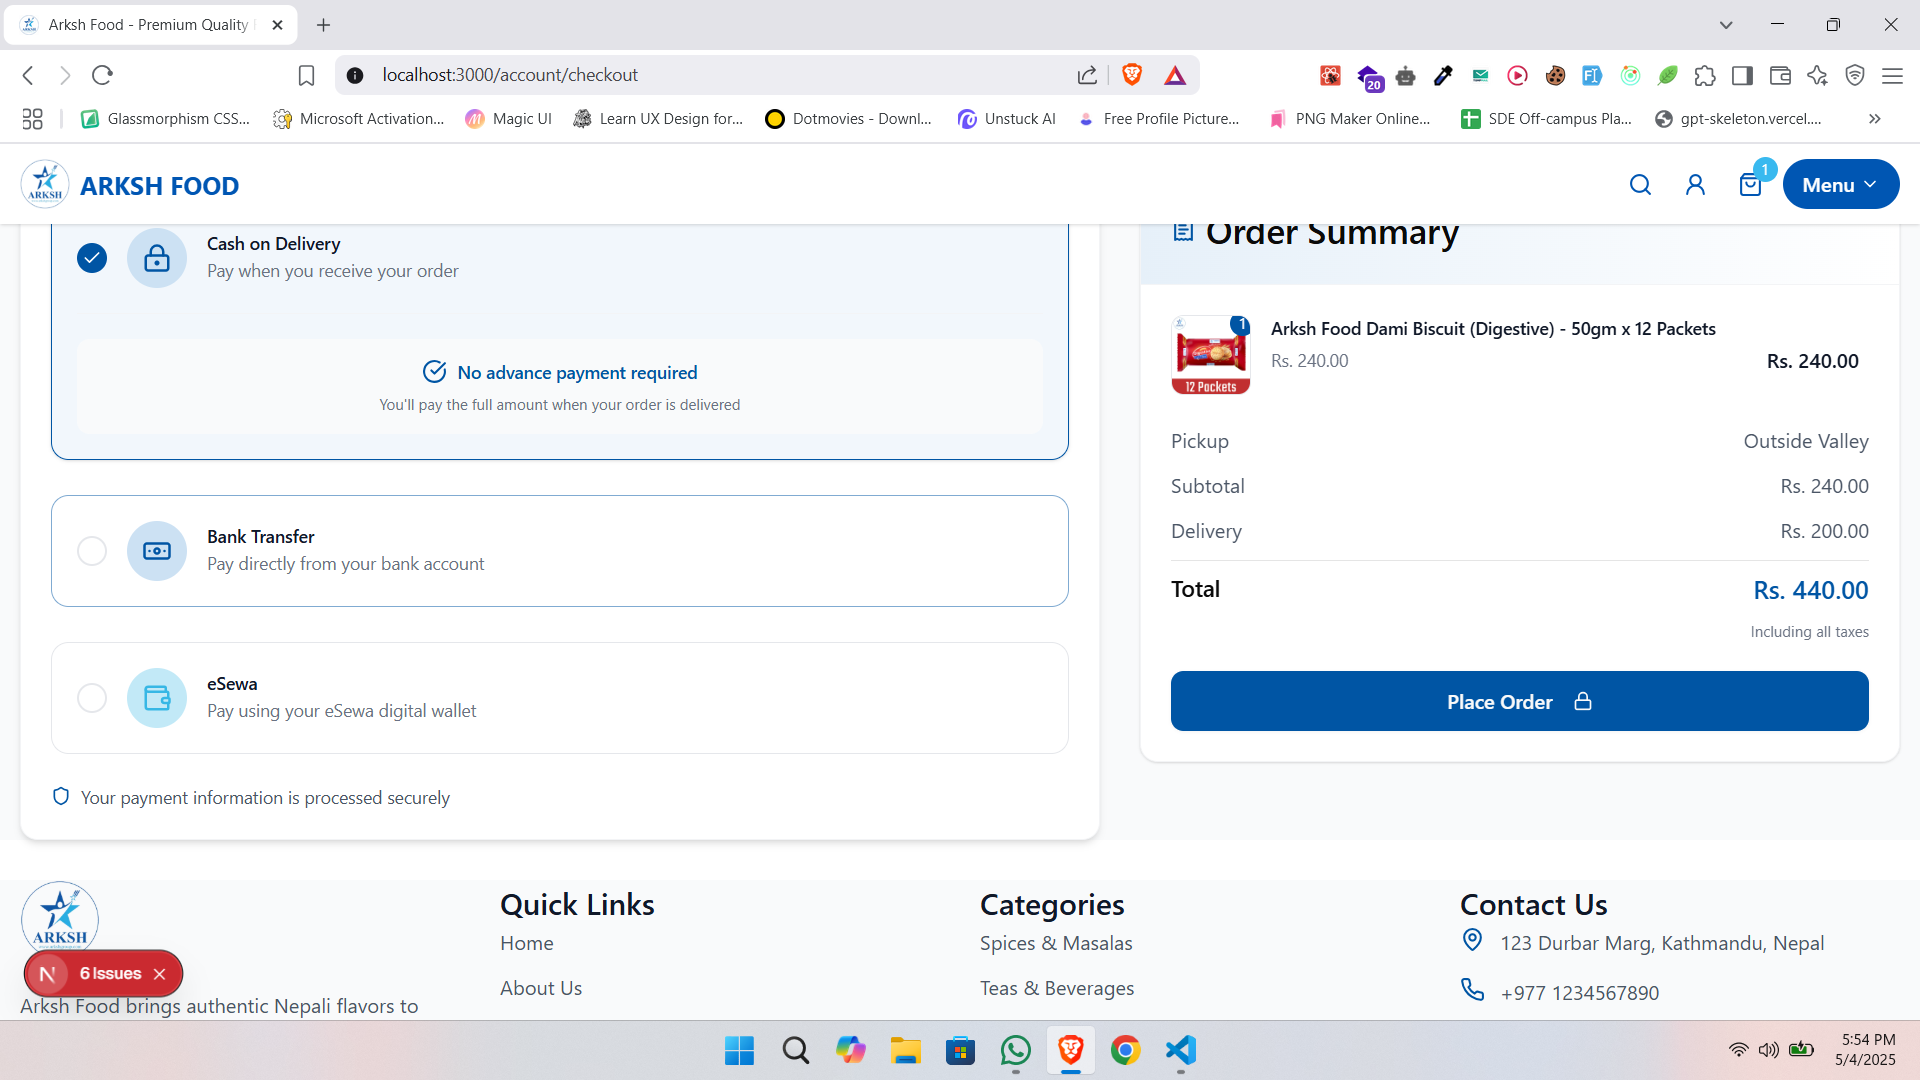 Arksh Food - Premium Quality
localhost:3000/account/checkout
20
Glassmorphism CSS...
Microsoft Activation...
Magic UI
Learn UX Design for...
Dotmovies - Downl...
Unstuck AI
Free Profile Picture...
PNG Maker Online...
SDE Off-campus Pla...
gpt-skeleton.vercel....
ARKSH
ARKSH FOOD
1
Menu
Cash on Delivery
Pay when you receive your order
No advance payment required
You'll pay the full amount when your order is delivered
Bank Transfer
Pay directly from your bank account
eSewa
Pay using your eSewa digital wallet
Your payment information is processed securely
Order Summary
1
12 Packets
Arksh Food Dami Biscuit (Digestive) - 50gm x 12 Packets
Rs. 240.00
Rs. 240.00
Pickup
Outside Valley
Subtotal
Rs. 240.00
Delivery
Rs. 200.00
Total
Rs. 440.00
Including all taxes
Place Order
ARKSH
N
6 Issues
Arksh Food brings authentic Nepali flavors to
Quick Links
Home
About Us
Categories
Spices & Masalas
Teas & Beverages
Contact Us
123 Durbar Marg, Kathmandu, Nepal
+977 1234567890
5:54 PM
5/4/2025